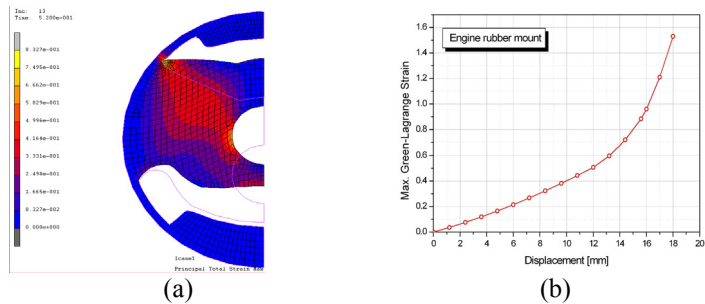 Inc: 13
Time: 5.200e-001
8.327e-001
7.495e-001
6.662e-001
5.829e-001
4.996e-001
4.164e-001
3.331e-001
2.498e-001
1.665e-001
8.327e-002
0.000e+000
lcase1
Principal Total Strain Max
(a)
Engine rubber mount
Max. Green-Lagrange Strain
1.6
1.4
1.2
1.0
0.8
0.6
0.4
0.2
0.0
0 2 4 6 8 10 12 14 16 18 20
Displacement [mm]
(b)